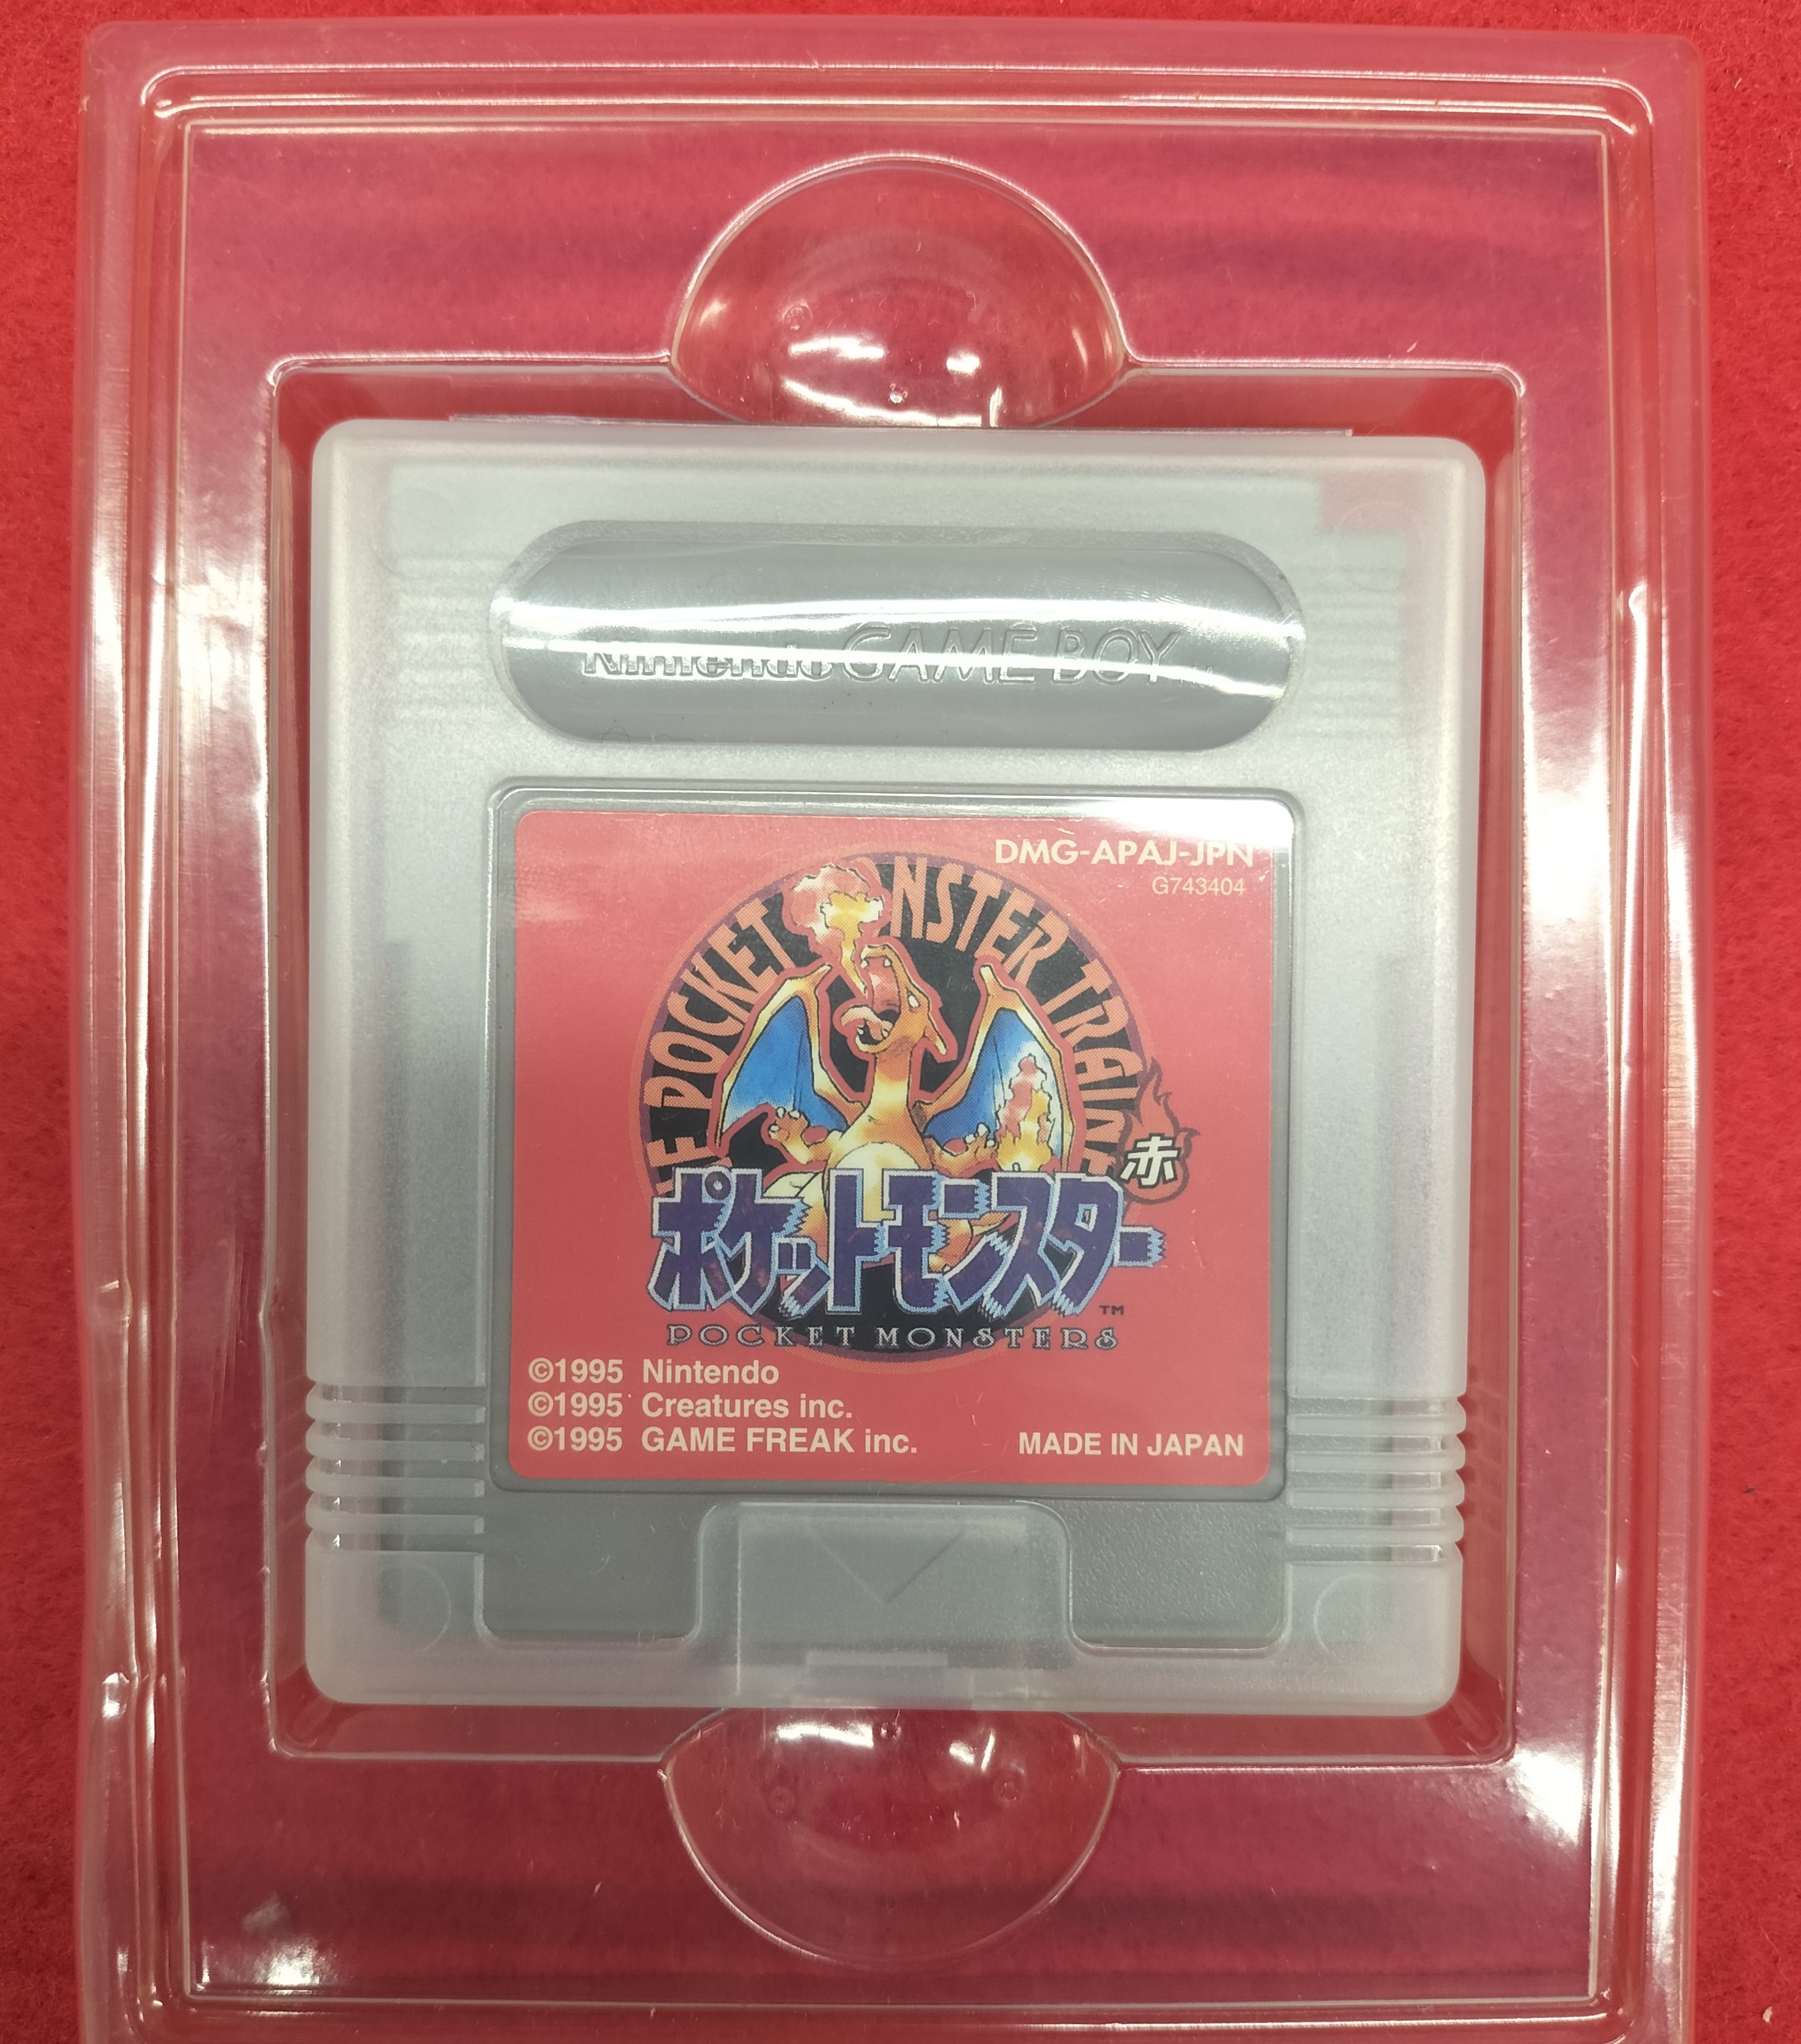 Nintendo GAME BOY
DMG-APAJ-JPN
G743404
POCKET MONSTER
赤
ポケットモンスター
™
POCKET MONSTERS
©1995 Nintendo
©1995 Creatures inc.
©1995 GAME FREAK inc.
MADE IN JAPAN